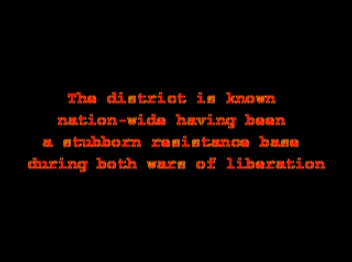 The district is known
nation-wide having been
a stubborn resistance base
during both wars of liberation